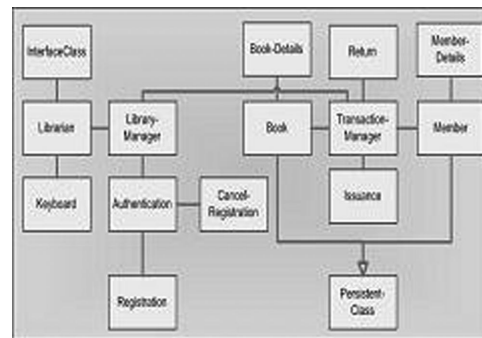 InterfaceClass
Book-Details
Return
Member-
Details
Librarian
Library-
Manager
Book
Transaction-
Manager
Member
Keyboard
Authentication
Cancel-
Registration
Issuance
Registration
Persistent-
Class